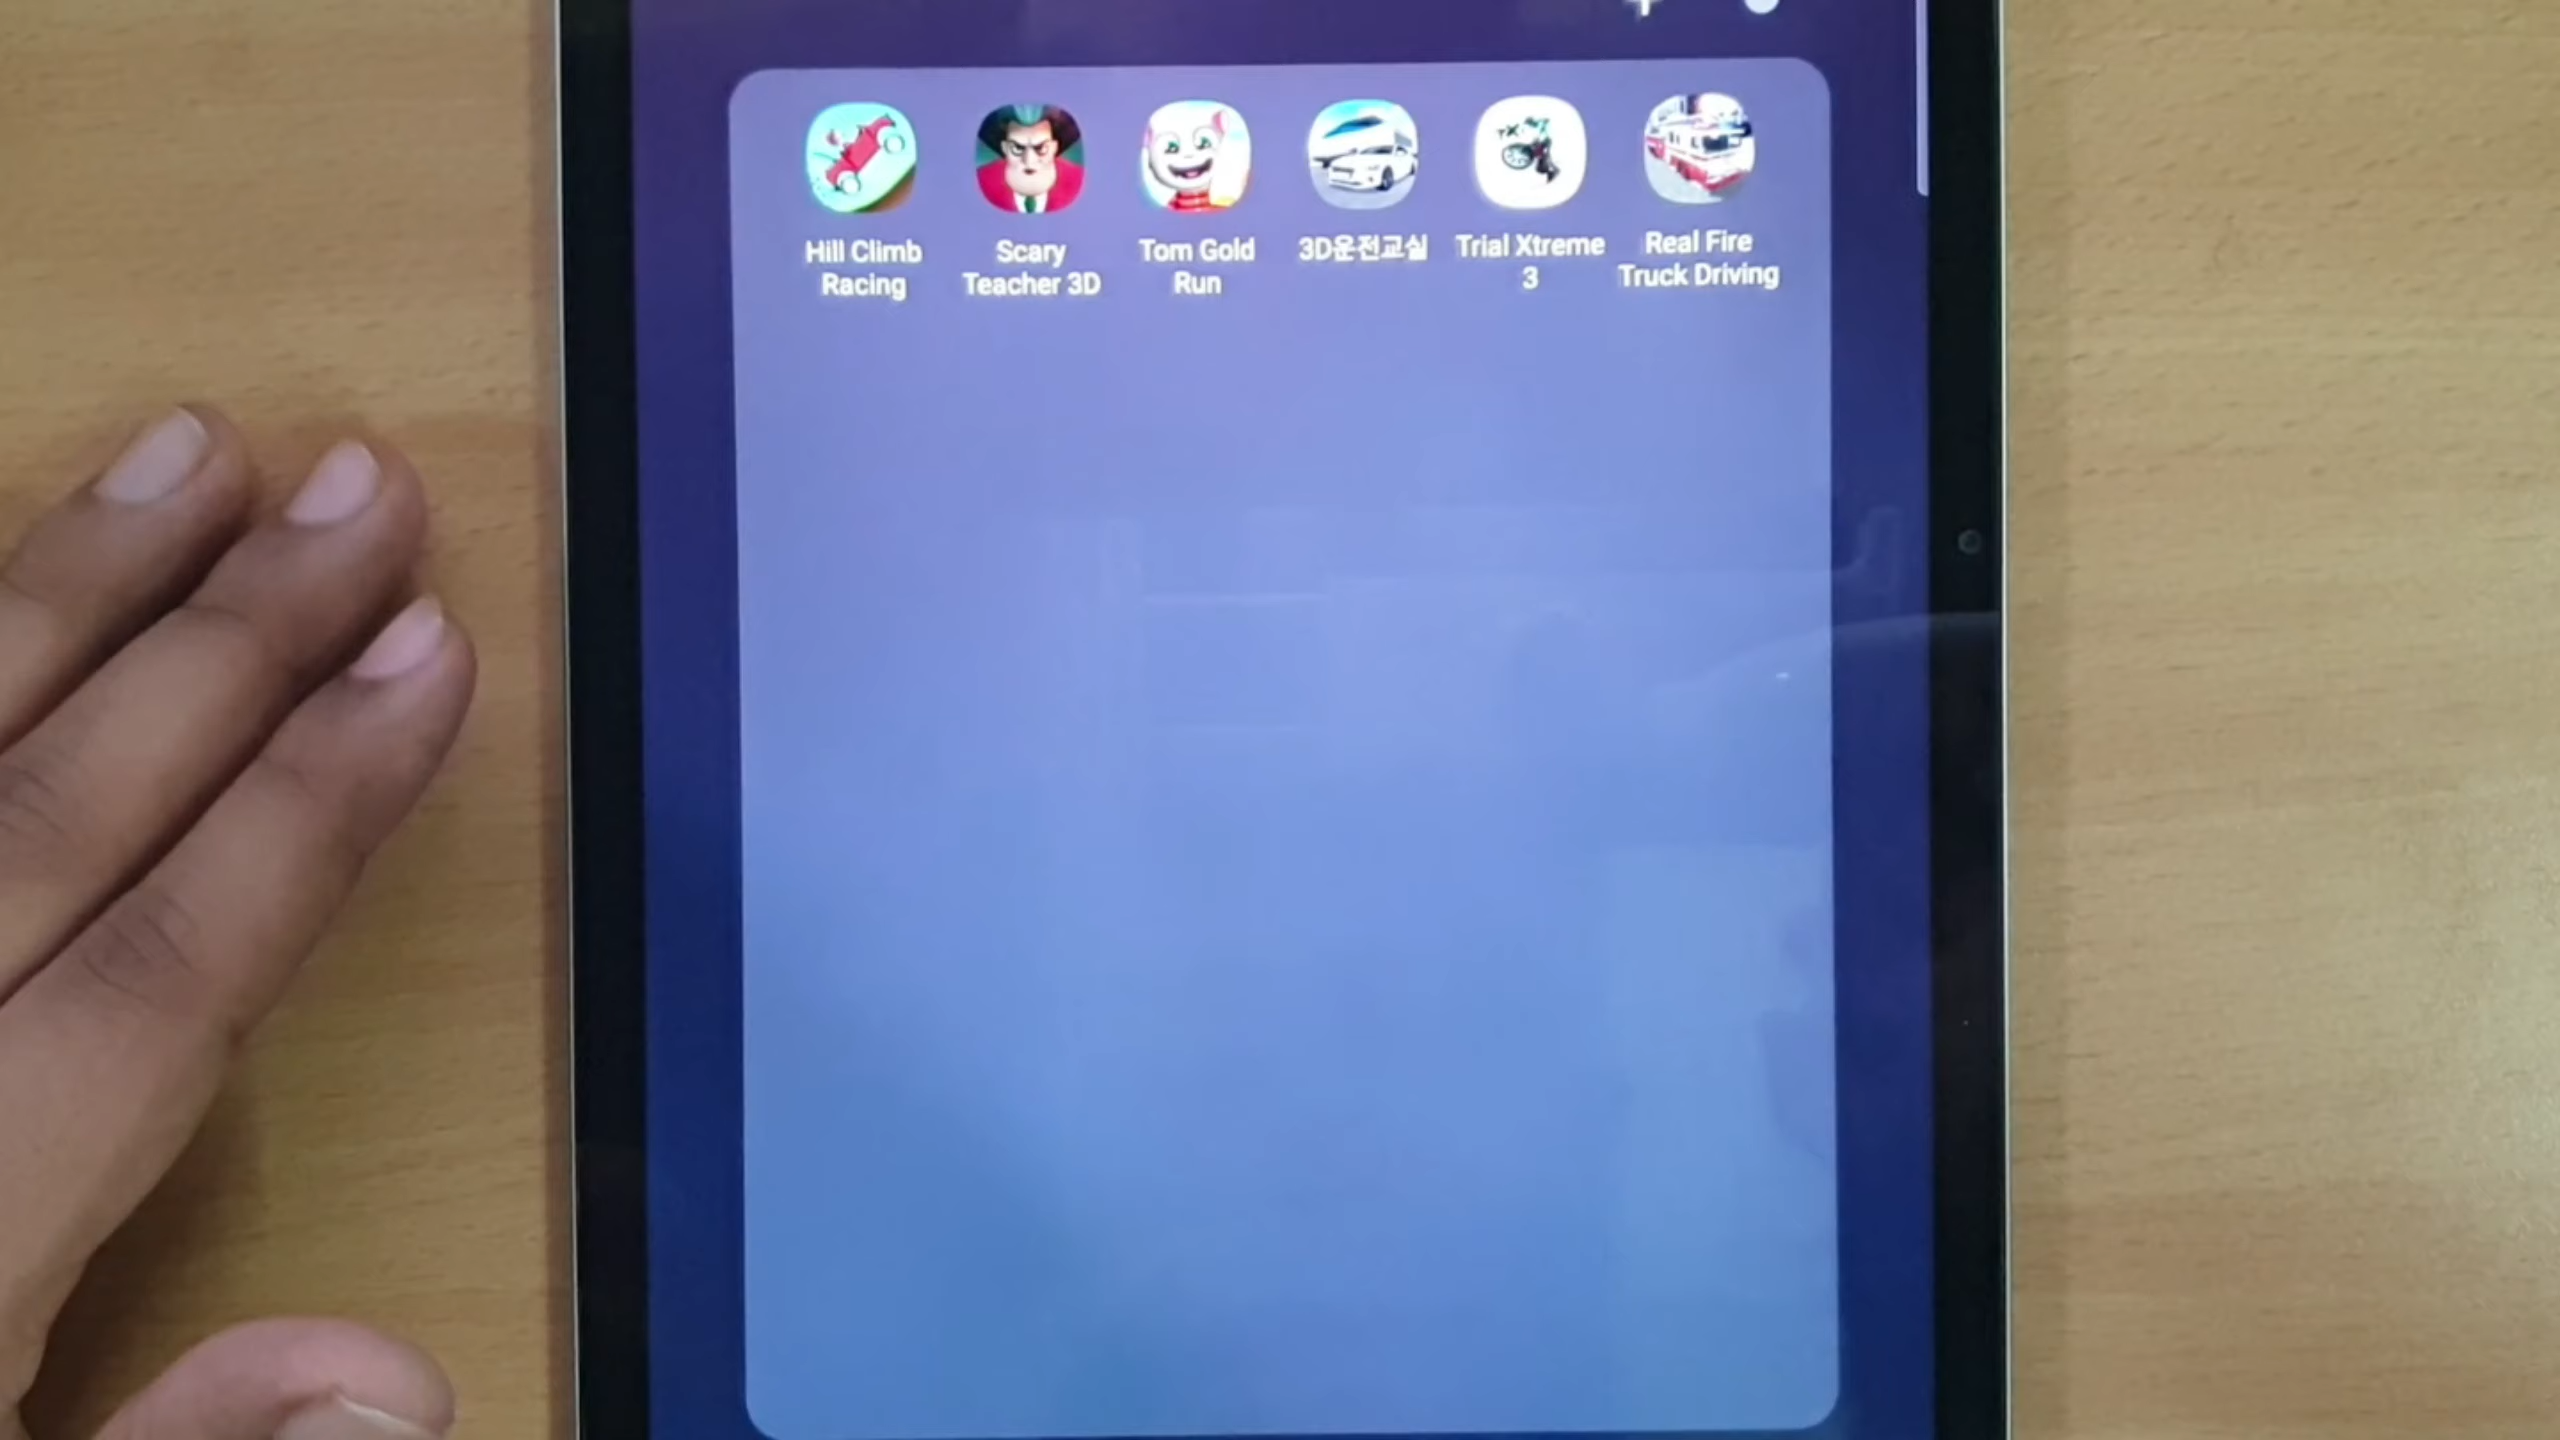 Hill Climb
Racing
Scary
Teacher 3D
Tom Gold
Run
3D운전교실
Trial Xtreme
3
Real Fire
Truck Driving